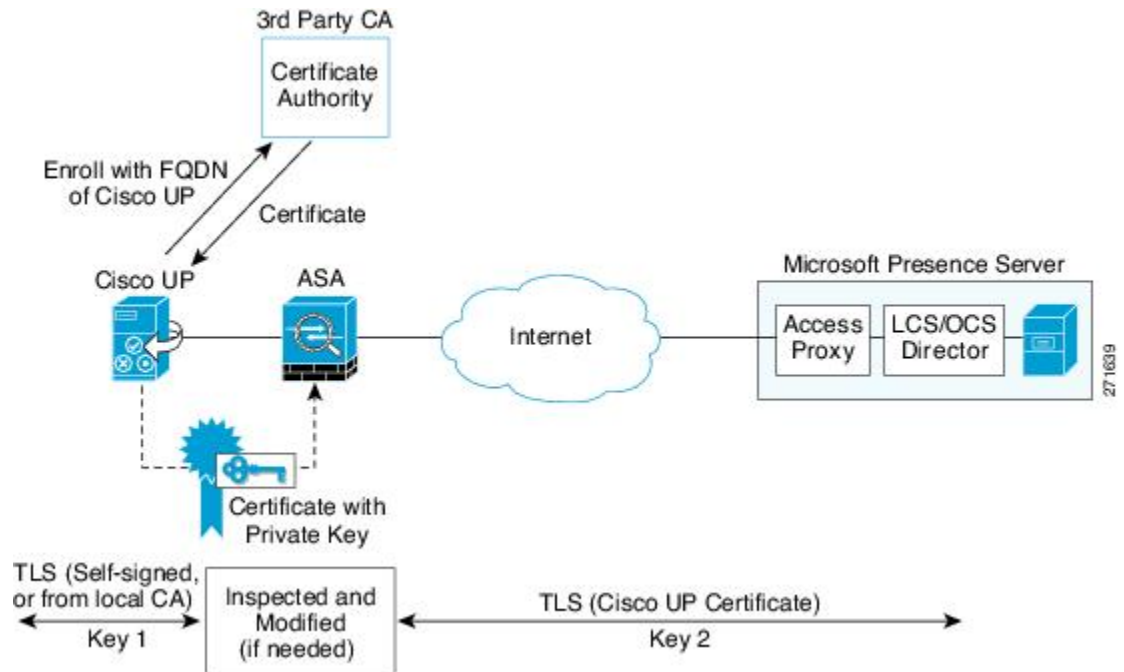 3rd Party CA
Certificate
Authority
Enroll with FQDN
of Cisco UP
Certificate
Cisco UP
ASA
Internet
Microsoft Presence Server
Access
Proxy
LCS/OCS
Director
271639
Certificate with
Private Key
TLS (Self-signed,
or from local CA)
Key 1
Inspected and
Modified
(if needed)
TLS (Cisco UP Certificate)
Key 2